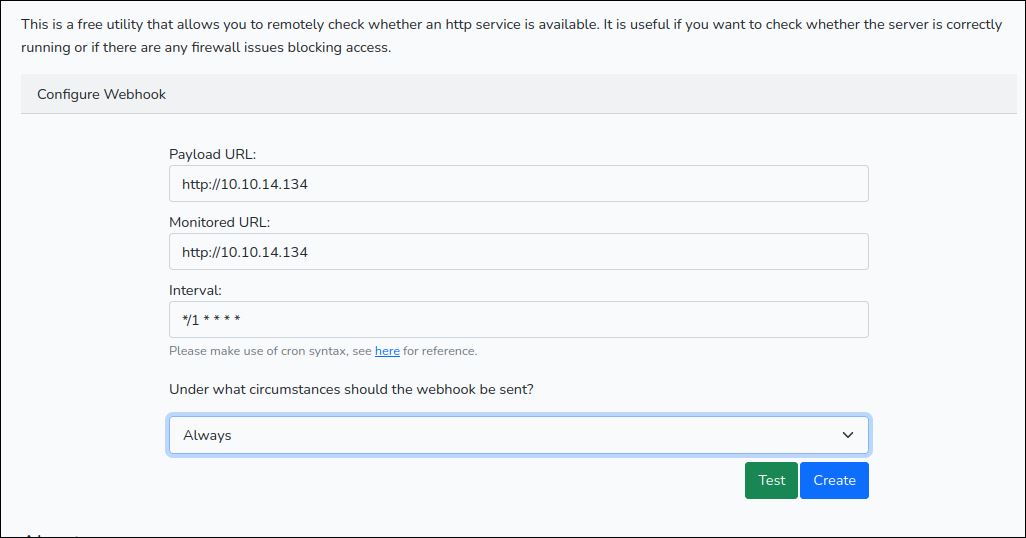 This is a free utility that allows you to remotely check whether an http service is available. It is useful if you want to check whether the server is correctly
running or if there are any firewall issues blocking access.
Configure Webhook
Payload URL:
http://10.10.14.134
Monitored URL:
http://10.10.14.134
Interval:
*/1 * * * *
Please make use of cron syntax, see here for reference.
Under what circumstances should the webhook be sent?
Always
Test Create